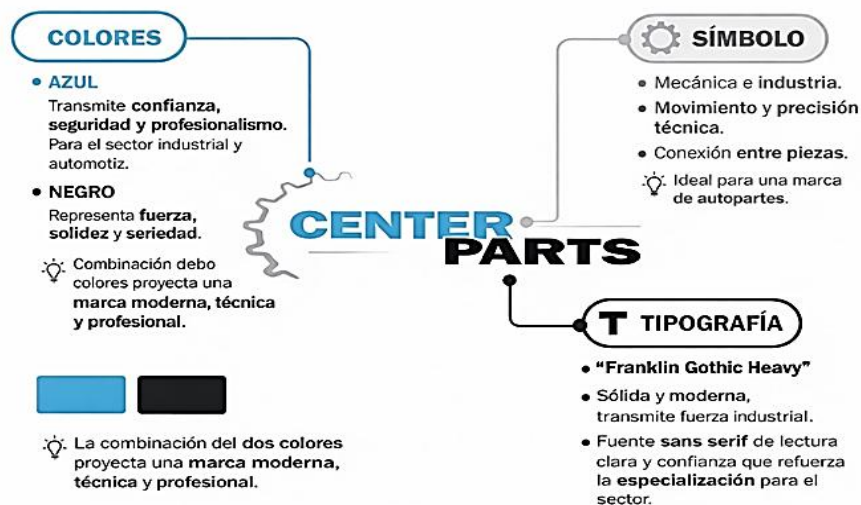 COLORES
• AZUL
Transmite confianza,
seguridad y profesionalismo.
Para el sector industrial y
automotiz.
• NEGRO
Representa fuerza,
solidez y seriedad.
Combinación debo
colores proyecta una
marca moderna, técnica
y profesional.
La combinación del dos colores
proyecta una marca moderna,
técnica y profesional.
CENTER
PARTS
SÍMBOLO
• Mecánica e industria.
• Movimiento y precisión
técnica.
• Conexión entre piezas.
Ideal para una marca
de autopartes.
T TIPOGRAFÍA
• “Franklin Gothic Heavy”
• Sólida y moderna,
transmite fuerza industrial.
• Fuente sans serif de lectura
clara y confianza que refuerza
la especialización para el
sector.